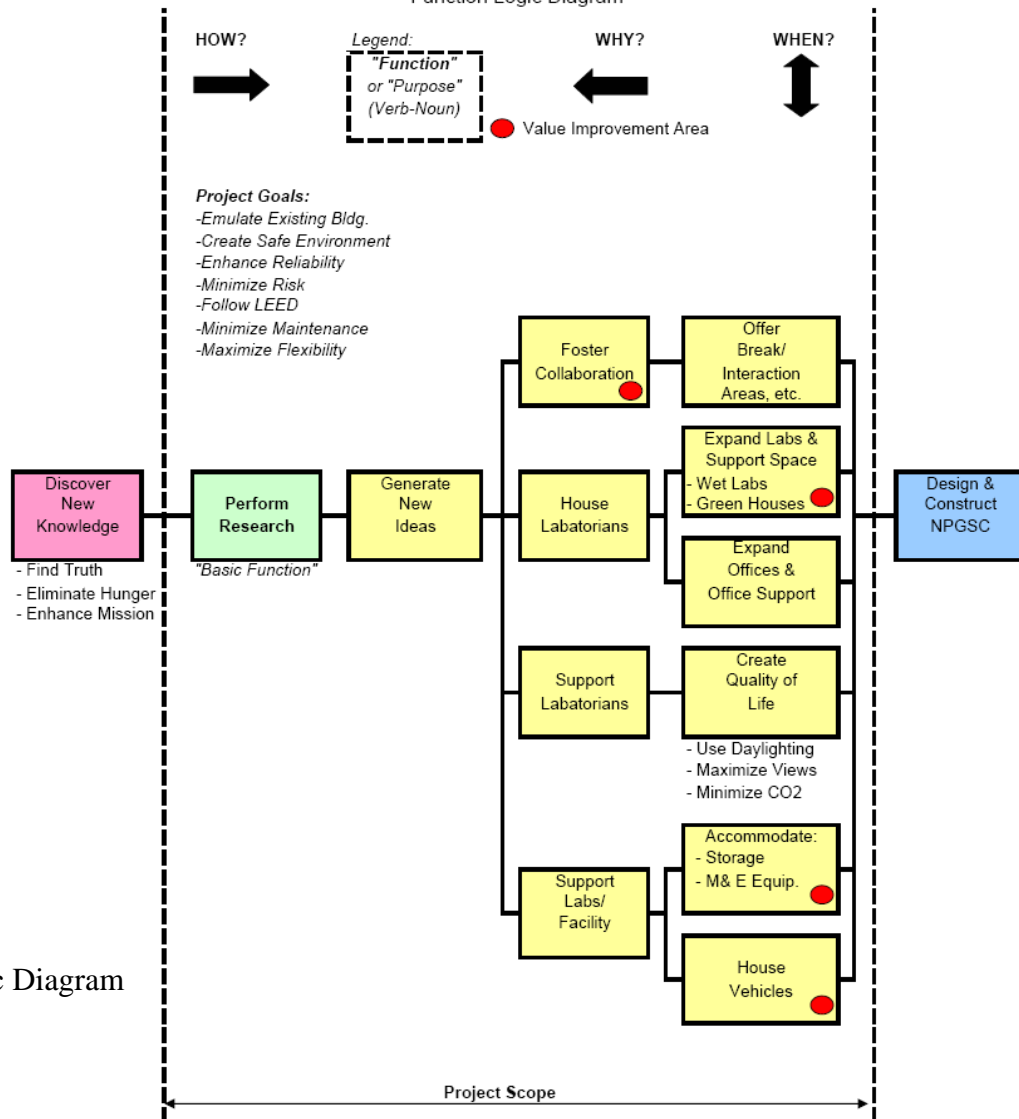 Function Logic Diagram
HOW?
Legend:
"Function"
or "Purpose"
(Verb-Noun)
WHY?
WHEN?
Value Improvement Area
Project Goals:
-Emulate Existing Bldg.
-Create Safe Environment
-Enhance Reliability
-Minimize Risk
-Follow LEED
-Minimize Maintenance
-Maximize Flexibility
Discover
New
Knowledge
- Find Truth
- Eliminate Hunger
- Enhance Mission
Perform
Research
"Basic Function"
Generate
New
Ideas
Foster
Collaboration
Offer
Break/
Interaction
Areas, etc.
House
Labatorians
Expand Labs &
Support Space
- Wet Labs
- Green Houses
Expand
Offices &
Office Support
Support
Labatorians
Create
Quality of
Life
- Use Daylighting
- Maximize Views
- Minimize CO2
Support
Labs/
Facility
Accommodate:
- Storage
- M& E Equip.
House
Vehicles
Design &
Construct
NPGSC
c Diagram
Project Scope